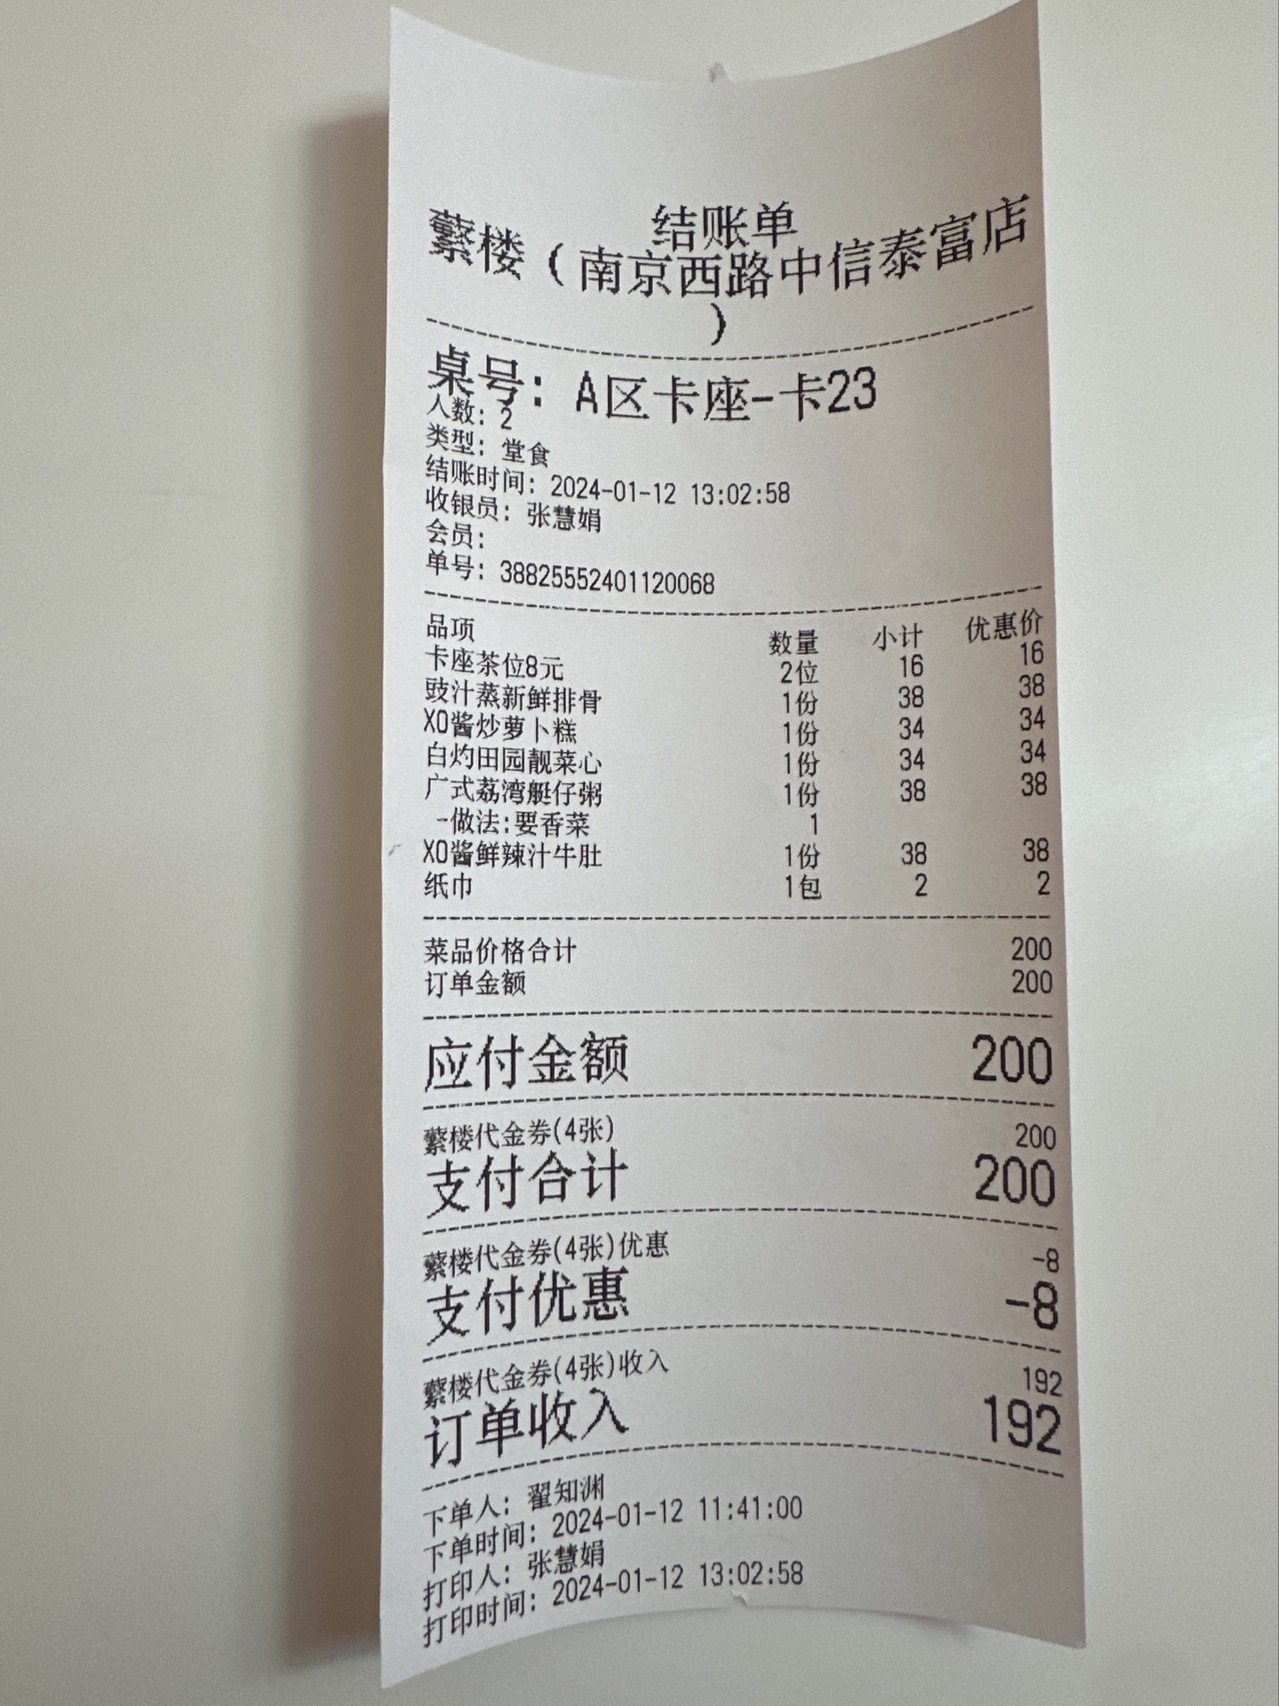 结账单
蘩楼(南京西路中信泰富店
)
桌号: A区卡座-卡23
人数: 2
类型: 堂食
结账时间: 2024-01-12 13:02:58
收银员: 张慧娟
会员:
单号: 38825552401120068
品项 数量 小计 优惠价
卡座茶位8元 2位 16 16
豉汁蒸新鲜排骨 1份 38 38
XO酱炒萝卜糕 1份 34 34
白灼田园靓菜心 1份 34 34
广式荔湾艇仔粥 1份 38 38
-做法:要香菜 1
XO酱鲜辣汁牛肚 1份 38 38
纸巾 1包 2 2
菜品价格合计 200
订单金额 200
应付金额 200
蘩楼代金券(4张) 200
支付合计 200
蘩楼代金券(4张)优惠 -8
支付优惠 -8
蘩楼代金券(4张)收入 192
订单收入 192
下单人: 翟知渊
下单时间: 2024-01-12 11:41:00
打印人: 张慧娟
打印时间: 2024-01-12 13:02:58